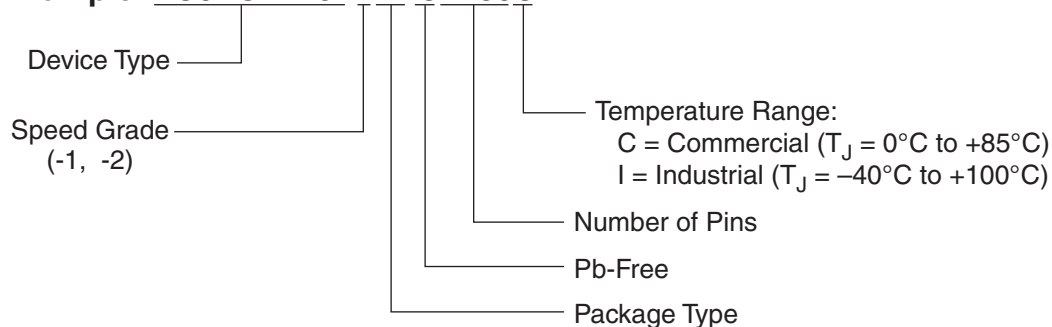 Device Type
Speed Grade
(-1, -2)
Temperature Range:
C = Commercial (TJ = 0°C to +85°C)
I = Industrial (TJ = –40°C to +100°C)
Number of Pins
Pb-Free
Package Type